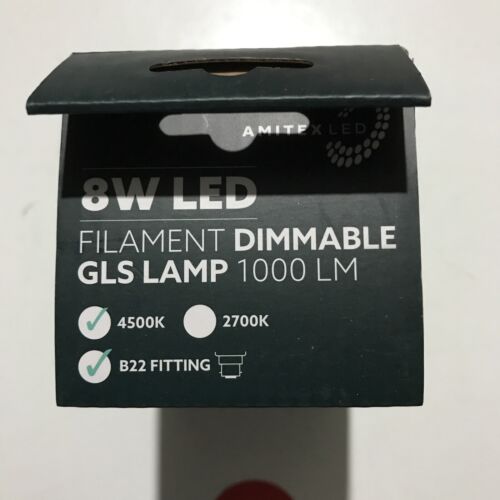 AMITEX LED
8W LED
FILAMENT DIMMABLE
GLS LAMP 1000 LM
4500K 2700K
B22 FITTING